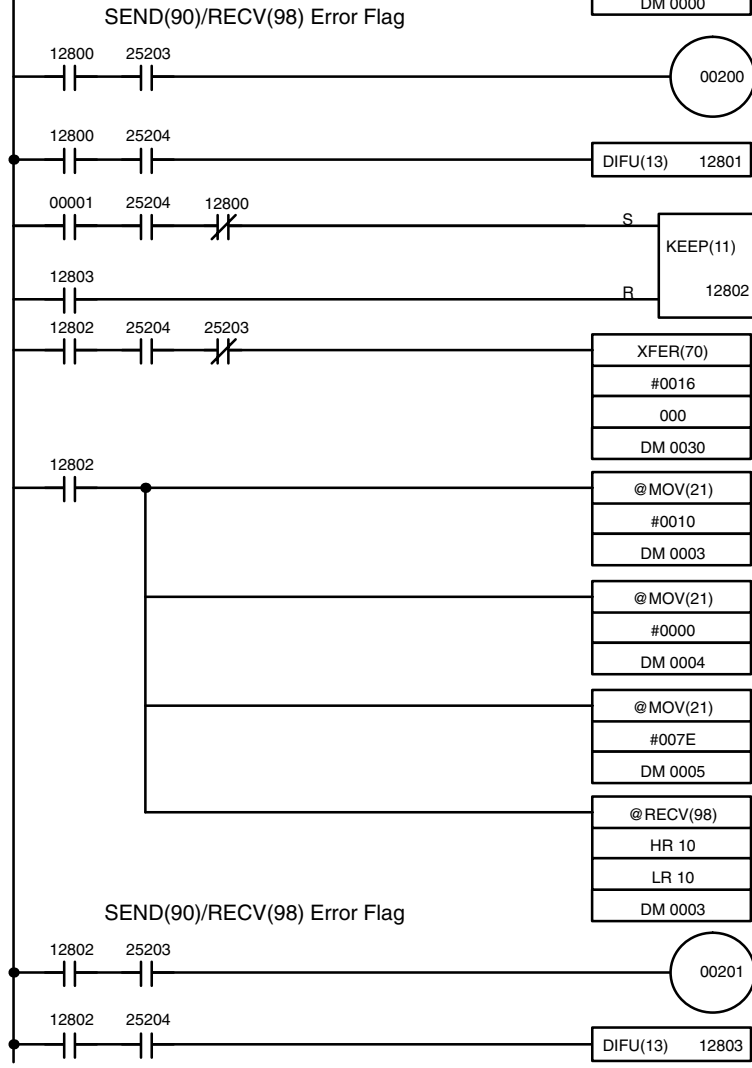 DM 0000
SEND(90)/RECV(98) Error Flag
12800 25203
00200
12800 25204
DIFU(13) 12801
00001 25204 12800
S
KEEP(11)
12803
R 12802
12802 25204 25203
XFER(70)
#0016
000
DM 0030
12802
@MOV(21)
#0010
DM 0003
@MOV(21)
#0000
DM 0004
@MOV(21)
#007E
DM 0005
@RECV(98)
HR 10
LR 10
DM 0003
SEND(90)/RECV(98) Error Flag
12802 25203
00201
12802 25204
DIFU(13) 12803